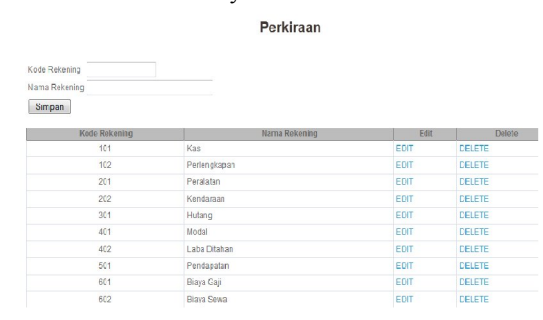 Perkiraan
Kode Rekening
Nama Rekening
Simpan
Kode Rekening Nama Rekening Edit Delete
101 Kas EDIT DELETE
102 Perlengkapan EDIT DELETE
201 Peralatan EDIT DELETE
202 Kendaraan EDIT DELETE
301 Hutang EDIT DELETE
401 Modal EDIT DELETE
402 Laba Ditahan EDIT DELETE
501 Pendapatan EDIT DELETE
601 Biaya Gaji EDIT DELETE
602 Biaya Sewa EDIT DELETE